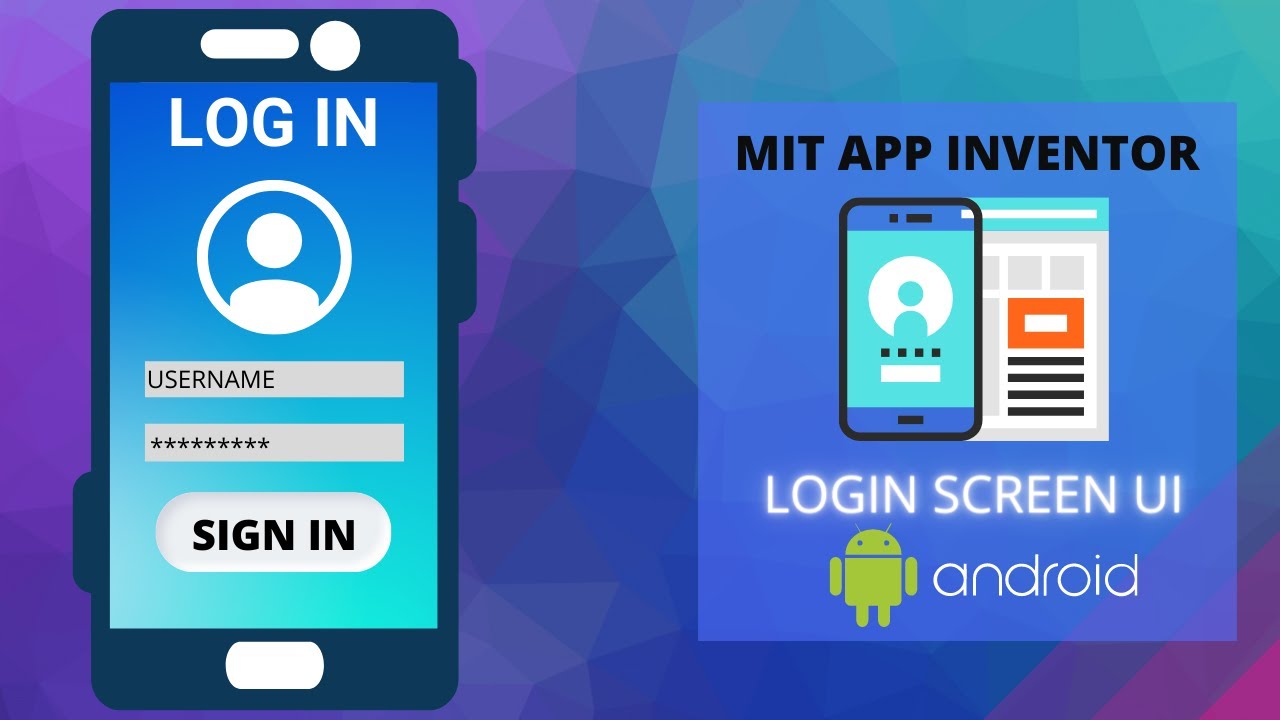 LOG IN
USERNAME
*********
SIGN IN
MIT APP INVENTOR
LOGIN SCREEN UI
android